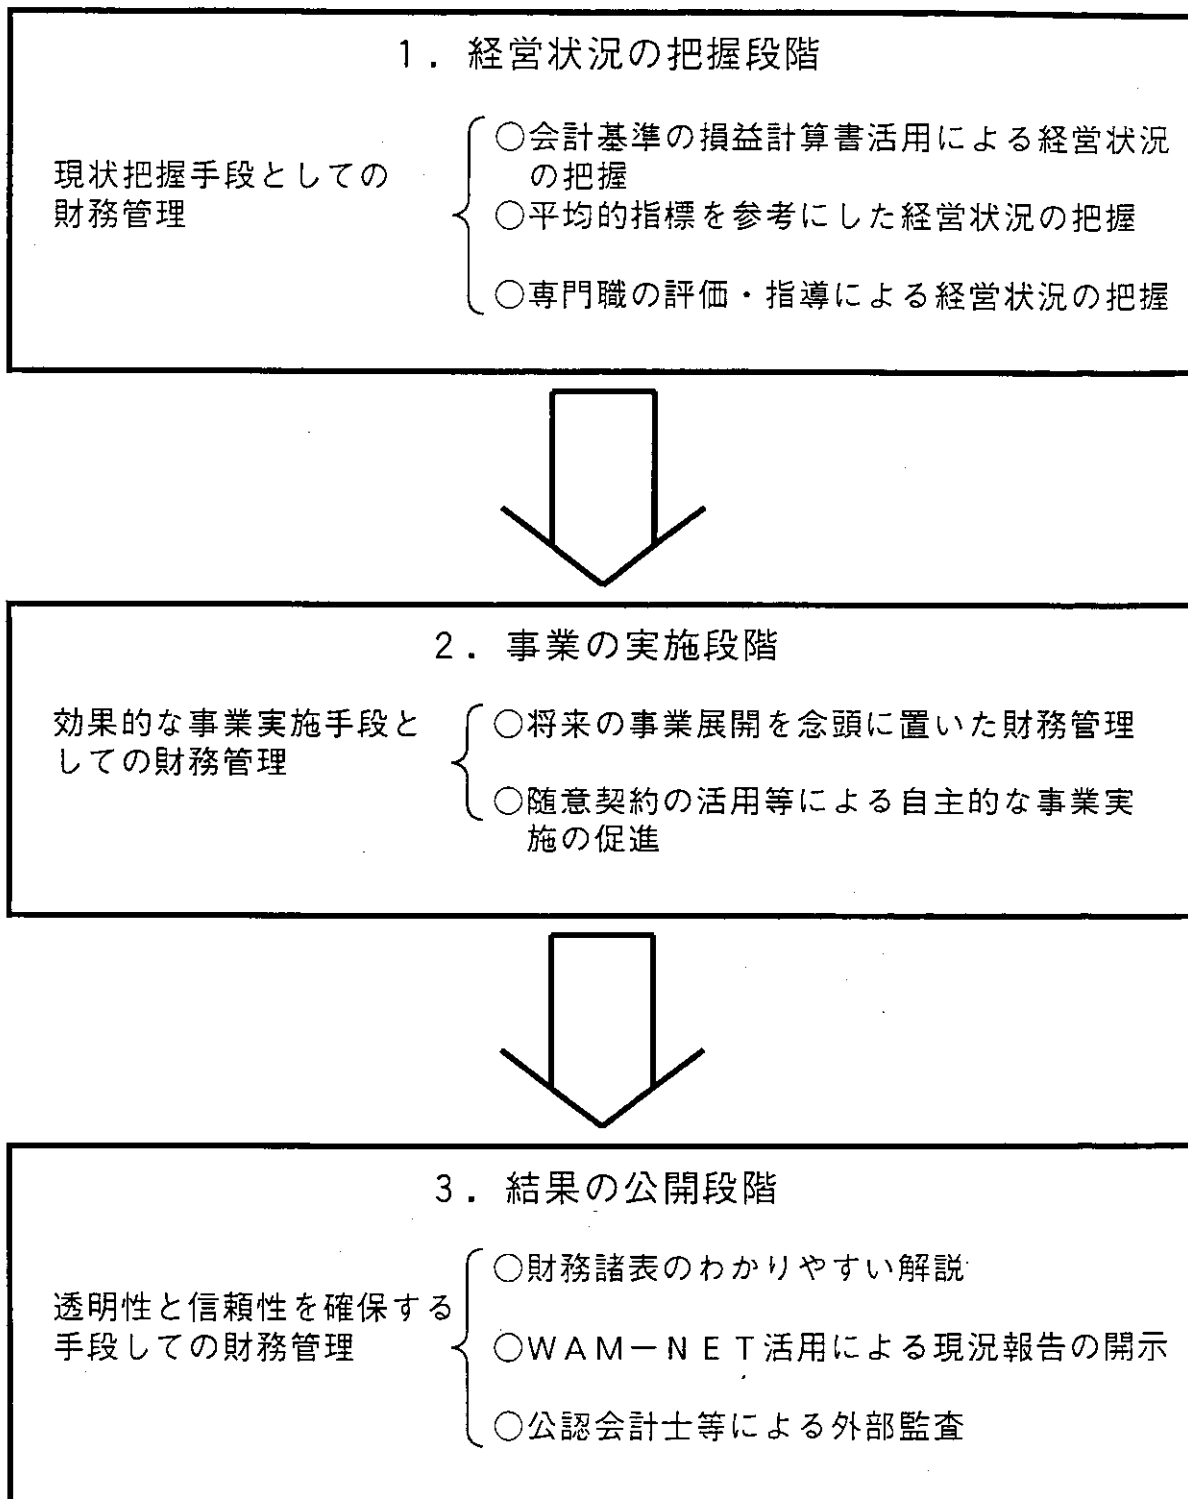 1．経営状況の把握段階
現状把握手段としての
財務管理
○会計基準の損益計算書活用による経営状況
の把握
○平均的指標を参考にした経営状況の把握
○専門職の評価・指導による経営状況の把握
2．事業の実施段階
効果的な事業実施手段と
しての財務管理
○将来の事業展開を念頭に置いた財務管理
○随意契約の活用等による自主的な事業実
施の促進
3．結果の公開段階
透明性と信頼性を確保する
手段しての財務管理
○財務諸表のわかりやすい解説
○WAM－NET活用による現況報告の開示
○公認会計士等による外部監査